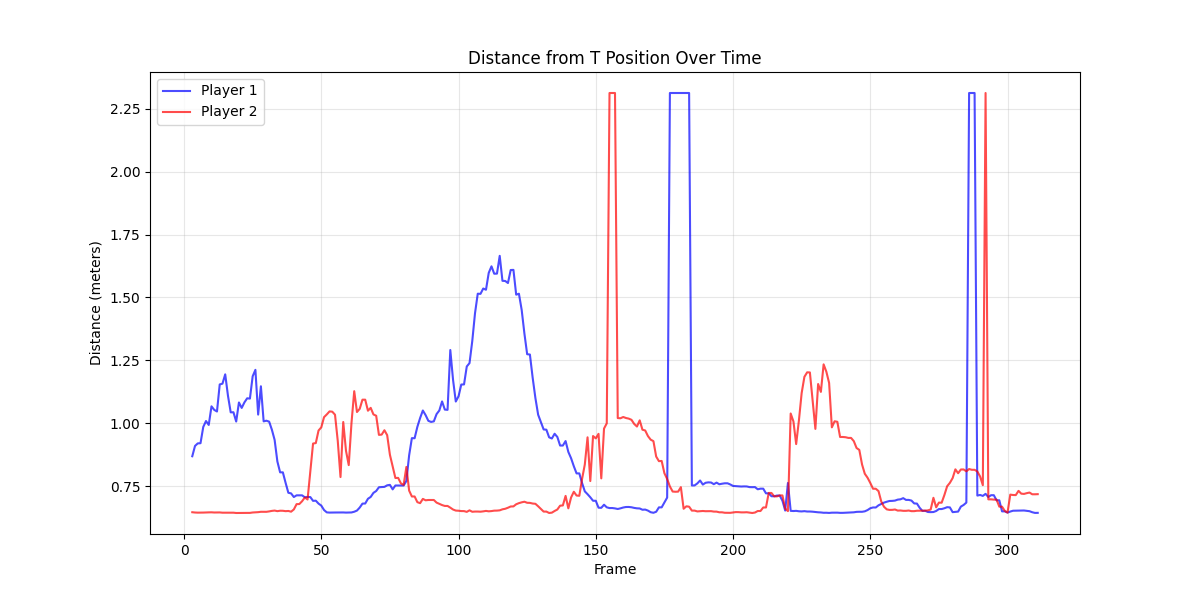 Distance from T Position Over Time
Player 1
Player 2
Distance (meters)
2.25
2.00
1.75
1.50
1.25
1.00
0.75
0 50 100 150 200 250 300
Frame